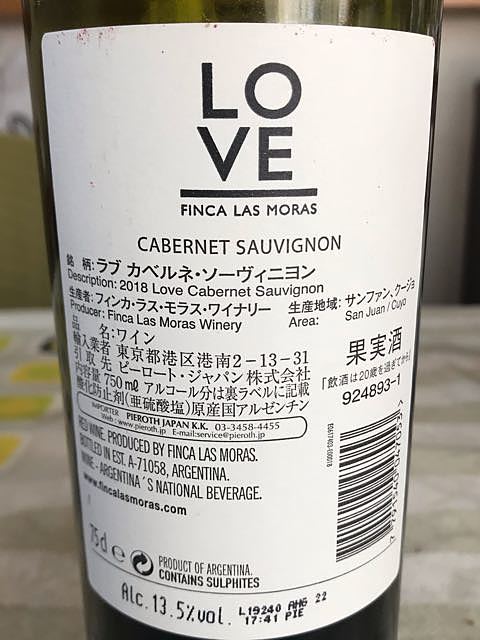 LO
VE
FINCA LAS MORAS
CABERNET SAUVIGNON
銘 柄:ラブ カベルネ・ソーヴィニヨン
Description: 2018 Love Cabernet Sauvignon
生産者:フィンカ・ラス・モラス・ワイナリー 生産地域:サンファン、クージョ
Producer: Finca Las Moras Winery Area: San Juan / Cuyo
品 名:ワイン
輸入業者 東京都港区港南2-13-31
引 取 先 ピーロート・ジャパン株式会社
内容量 750ml アルコール分は裏ラベルに記載
酸化防止剤(亜硫酸塩)原産国アルゼンチン
果実酒
「飲酒は20歳を過ぎてから」
924893-1
IMPORTER PIEROTH JAPAN K.K. 03-3458-4455
Web : www.pieroth.jp E-mail:service@pieroth.jp
RED WINE. PRODUCED BY FINCA LAS MORAS.
BOTTLED IN EST. A-71058, ARGENTINA.
WINE - ARGENTINA´S NATIONAL BEVERAGE.
www.fincalasmoras.com
75cl e
PRODUCT OF ARGENTINA.
CONTAINS SULPHITES
Alc.13.5%vol.
L19240 AHG 22
17:41 PIE